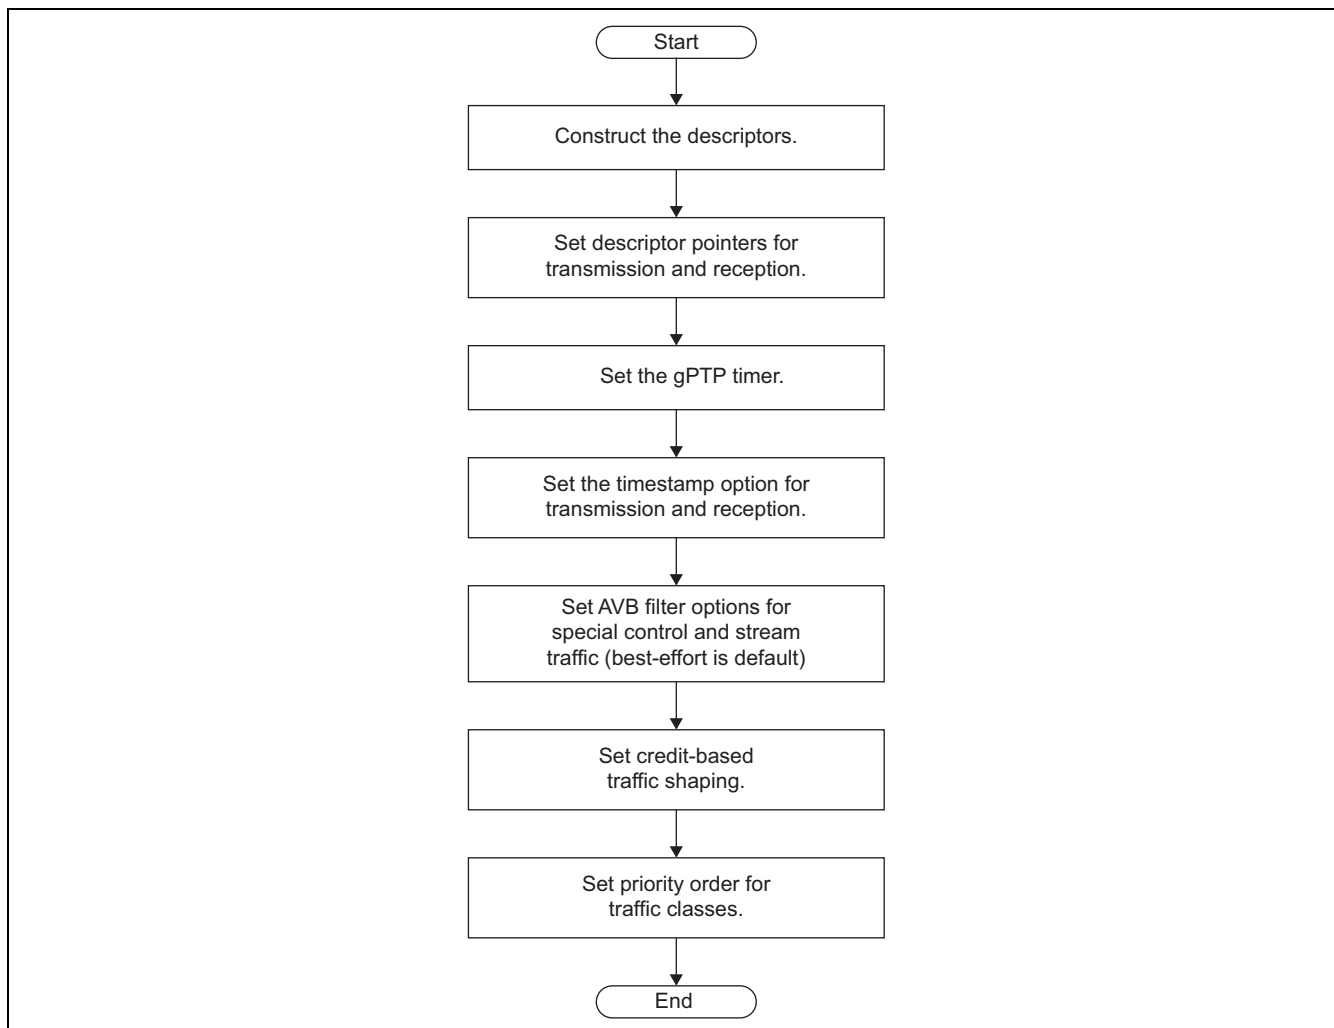 Start
Construct the descriptors.
Set descriptor pointers for
transmission and reception.
Set the gPTP timer.
Set the timestamp option for
transmission and reception.
Set AVB filter options for
special control and stream
traffic (best-effort is default)
Set credit-based
traffic shaping.
Set priority order for
traffic classes.
End